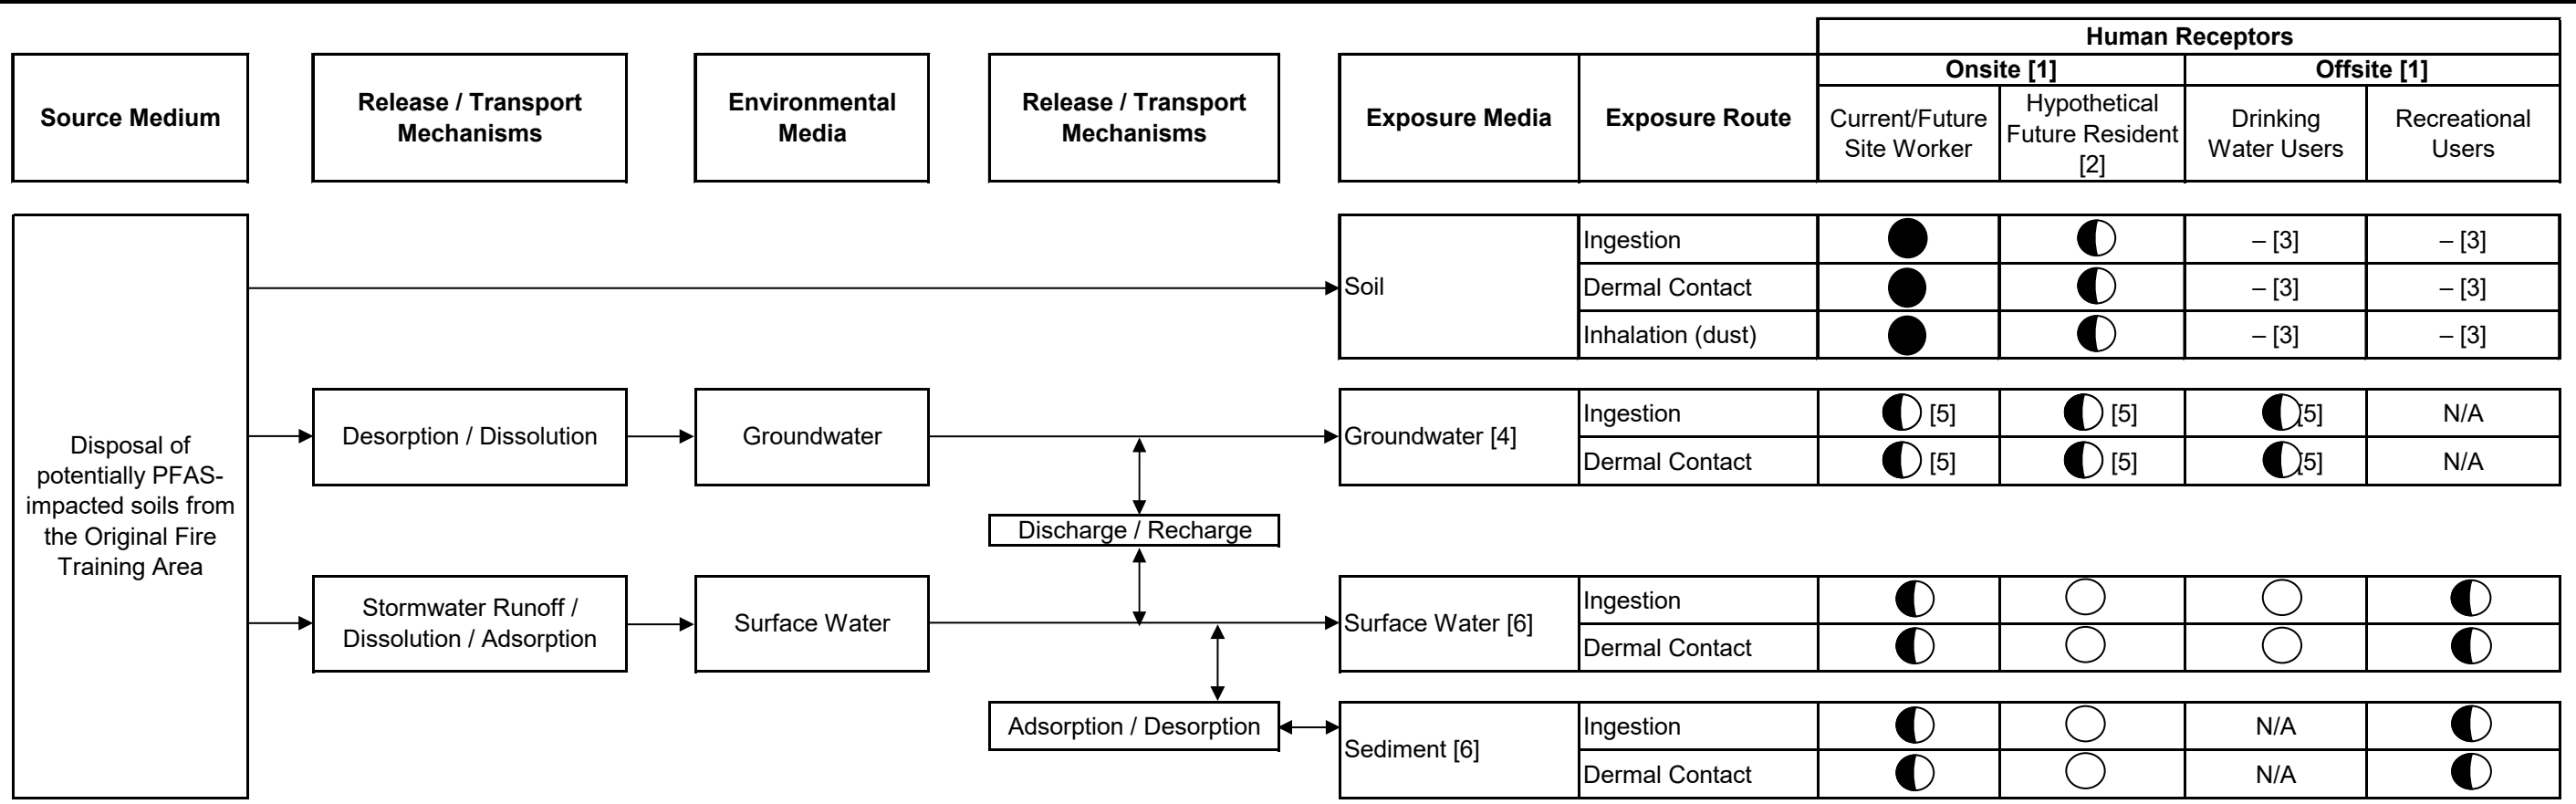 Human Receptors
Onsite [1]
Offsite [1]
Source Medium
Release / Transport
Mechanisms
Environmental
Media
Release / Transport
Mechanisms
Exposure Media
Exposure Route
Current/Future
Site Worker
Hypothetical
Future Resident
[2]
Drinking
Water Users
Recreational
Users
Disposal of
potentially PFAS-
impacted soils from
the Original Fire
Training Area
Soil
Ingestion
– [3]
– [3]
Dermal Contact
– [3]
– [3]
Inhalation (dust)
– [3]
– [3]
Desorption / Dissolution
Groundwater
Groundwater [4]
Ingestion
[5]
[5]
[5]
N/A
Dermal Contact
[5]
[5]
[5]
N/A
Discharge / Recharge
Stormwater Runoff /
Dissolution / Adsorption
Surface Water
Surface Water [6]
Ingestion
Dermal Contact
Adsorption / Desorption
Sediment [6]
Ingestion
N/A
Dermal Contact
N/A